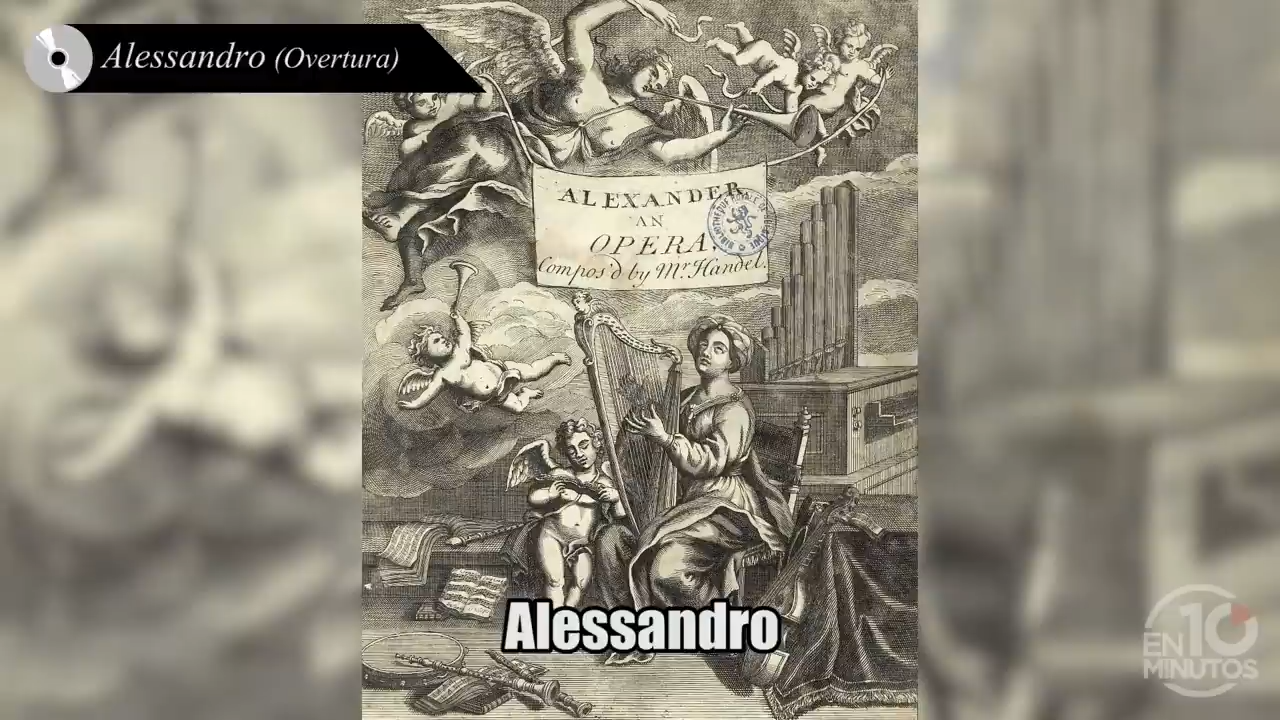 Alessandro (Overtura)
ALEXANDER
AN
OPERA.
Compos'd by Mr. Handel.
Alessandro
EN 10
MINUTOS